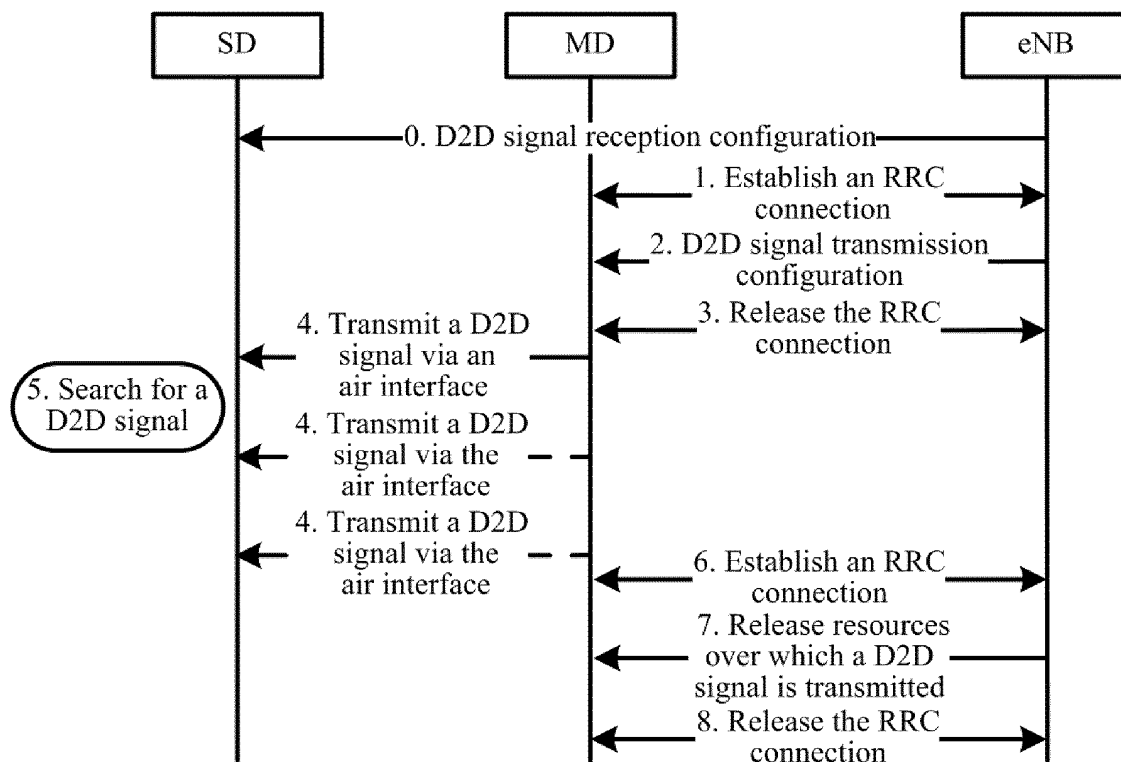 SD
MD
eNB
0. D2D signal reception configuration
1. Establish an RRC
connection
2. D2D signal transmission
configuration
3. Release the RRC
connection
4. Transmit a D2D
signal via an
air interface
5. Search for a
D2D signal
4. Transmit a D2D
signal via the
air interface
4. Transmit a D2D
signal via the
air interface
6. Establish an RRC
connection
7. Release resources
over which a D2D
signal is transmitted
8. Release the RRC
connection